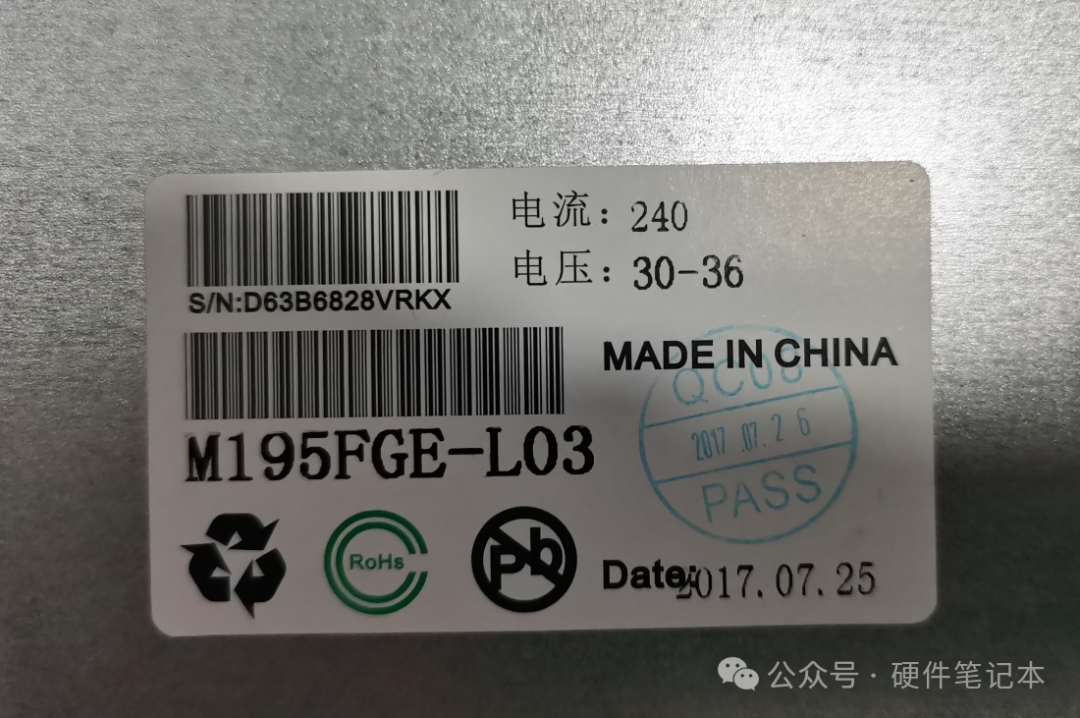 电流：240
电压：30-36
S/N:D63B6828VRKX
MADE IN CHINA
QC08
2017.07.26
PASS
M195FGE-L03
RoHs
Pb
Date:2017.07.25
公众号·硬件笔记本